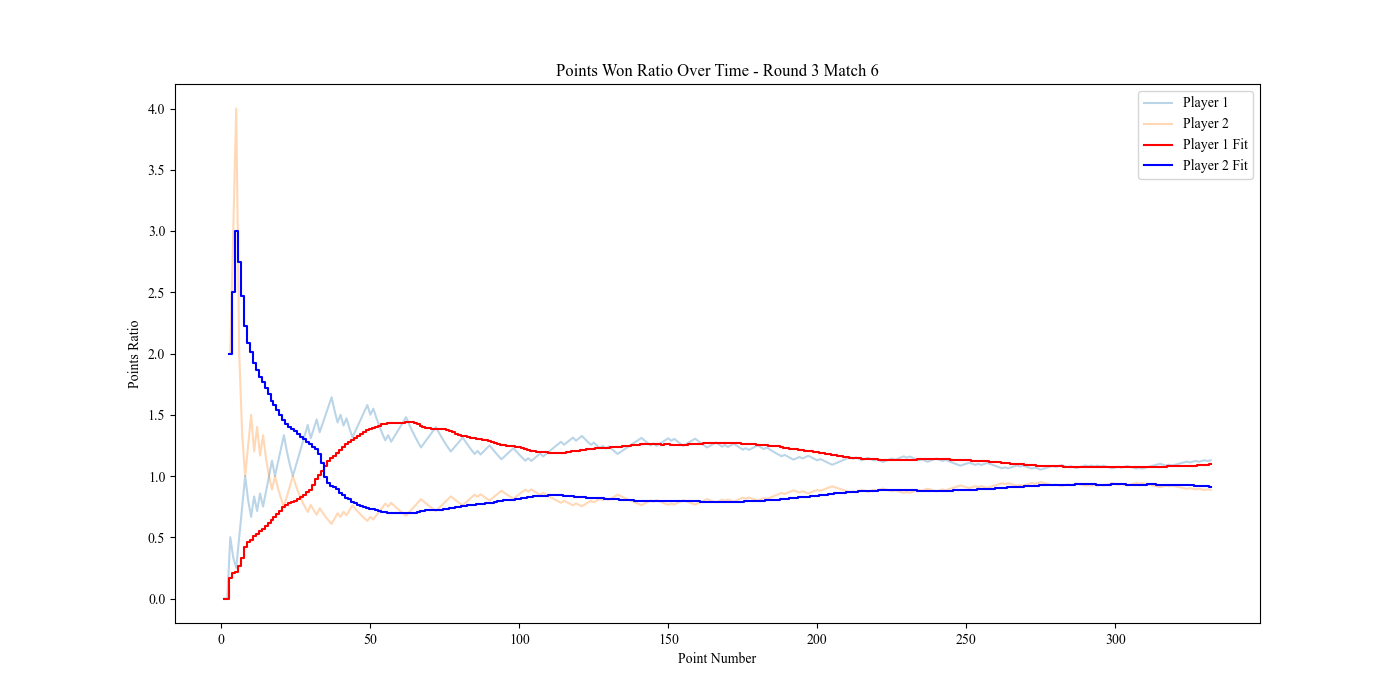 Points Won Ratio Over Time - Round 3 Match 6
Player 1
Player 2
Player 1 Fit
Player 2 Fit
Points Ratio
4.0
3.5
3.0
2.5
2.0
1.5
1.0
0.5
0.0
0 50 100 150 200 250 300
Point Number